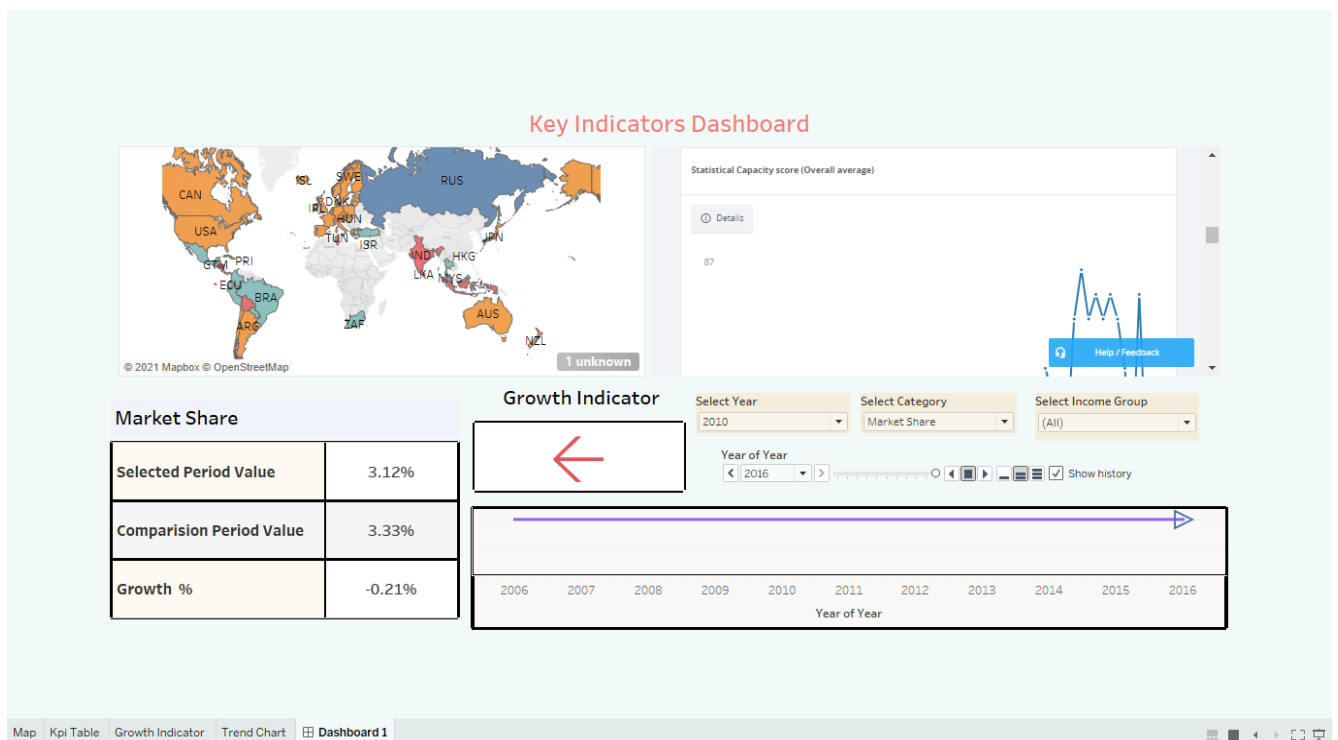 Key Indicators Dashboard
CAN
ISL
SWE
RUS
IRL
DNK
HUN
USA
TUN
ISR
JPN
IND
HKG
GTM
PRI
LKA
MYS
ECU
BRA
ARG
ZAF
AUS
NZL
© 2021 Mapbox © OpenStreetMap
1 unknown
Statistical Capacity score (Overall average)
Details
87
Help / Feedback
Market Share
Selected Period Value 3.12%
Comparision Period Value 3.33%
Growth % -0.21%
Growth Indicator
Select Year
2010
Select Category
Market Share
Select Income Group
(All)
Year of Year
2016
Show history
2006 2007 2008 2009 2010 2011 2012 2013 2014 2015 2016
Year of Year
Map Kpi Table Growth Indicator Trend Chart Dashboard 1